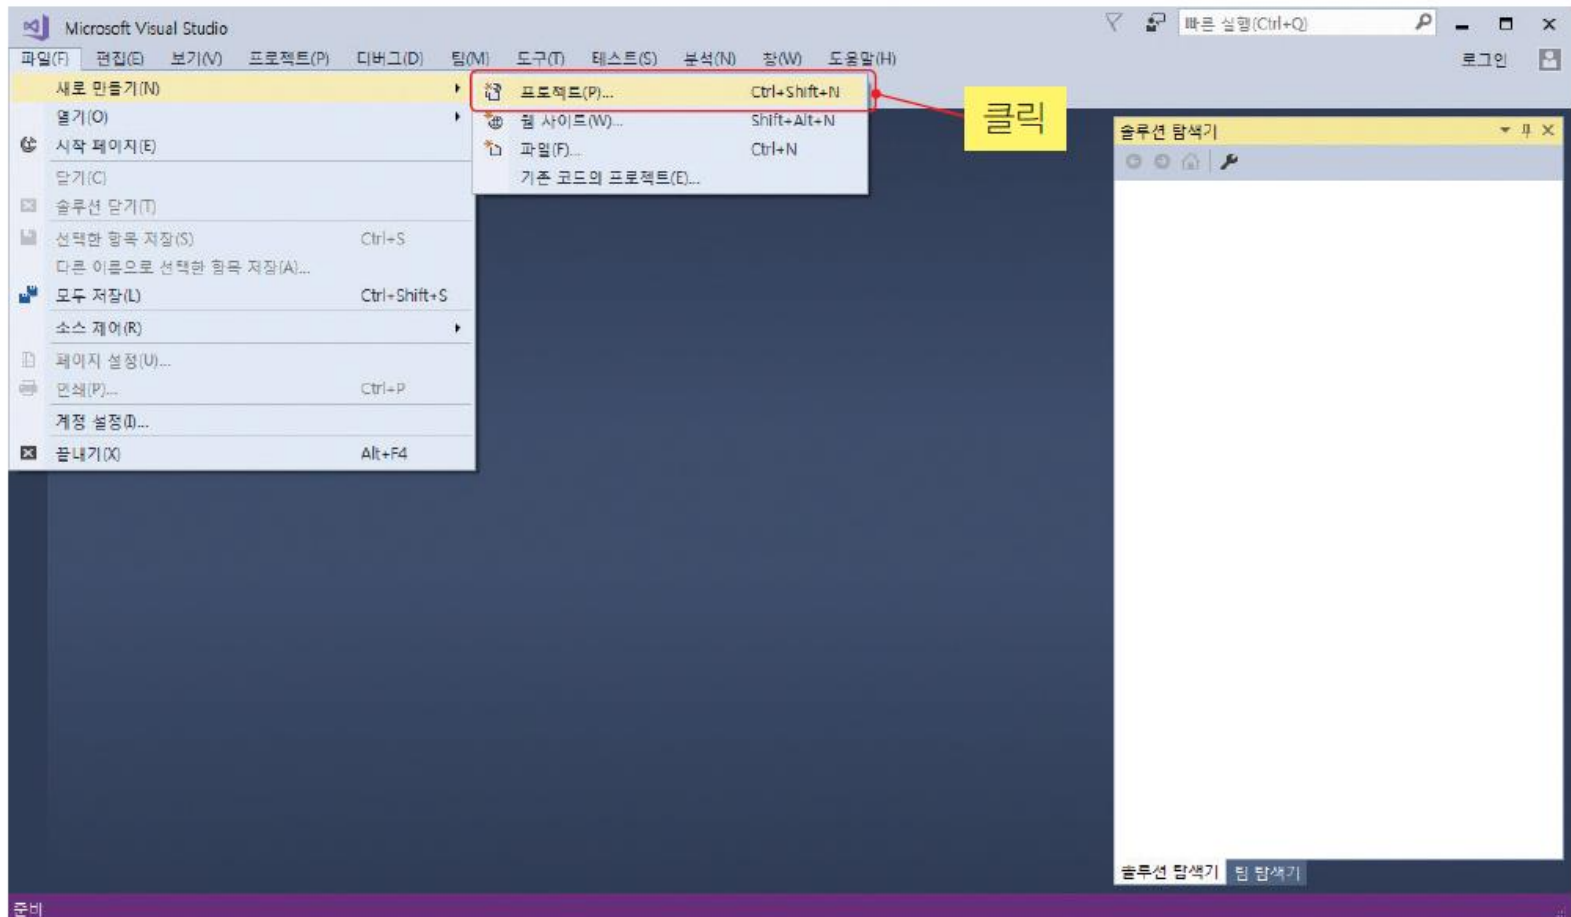 Microsoft Visual Studio
빠른 실행(Ctrl+Q)
파일(F) 편집(E) 보기(V) 프로젝트(P) 디버그(D) 팀(M) 도구(T) 테스트(S) 분석(N) 창(W) 도움말(H)
로그인
새로 만들기(N)
열기(O)
시작 페이지(E)
닫기(C)
솔루션 닫기(T)
선택한 항목 저장(S) Ctrl+S
다른 이름으로 선택한 항목 저장(A)...
모두 저장(L) Ctrl+Shift+S
소스 제어(R)
페이지 설정(U)...
인쇄(P)... Ctrl+P
계정 설정(I)...
끝내기(X) Alt+F4
프로젝트(P)... Ctrl+Shift+N
웹 사이트(W)... Shift+Alt+N
파일(F)... Ctrl+N
기존 코드의 프로젝트(E)...
클릭
솔루션 탐색기
솔루션 탐색기 팀 탐색기
준비